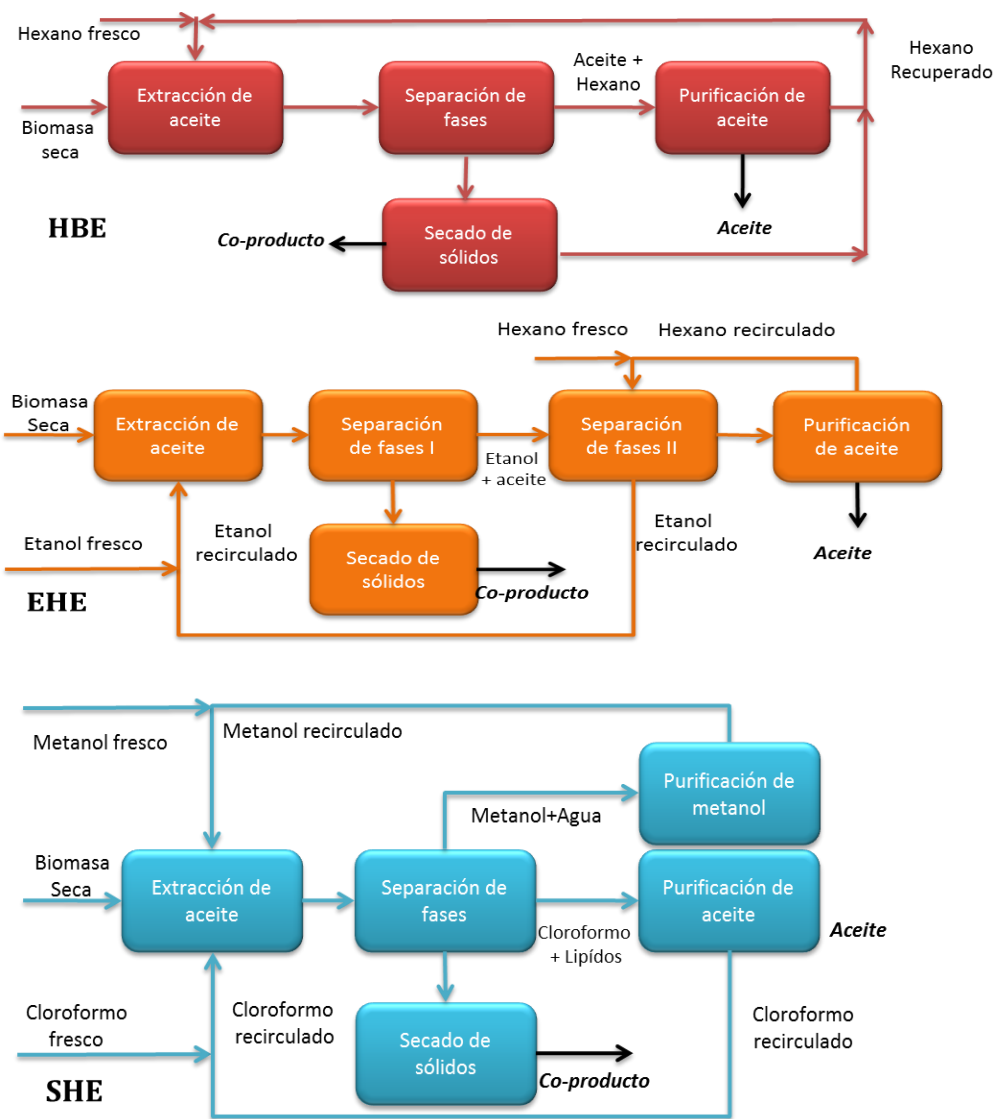 Hexano fresco
Hexano
Recuperado
Biomasa
seca
Extracción de
aceite
Separación de
fases
Aceite +
Hexano
Purificación de
aceite
HBE
Co-producto
Secado de
sólidos
Aceite
Hexano fresco
Hexano recirculado
Biomasa
Seca
Extracción de
aceite
Separación
de fases I
Etanol
+ aceite
Separación
de fases II
Purificación
de aceite
Etanol fresco
Etanol
recirculado
Secado de
sólidos
Co-producto
Etanol
recirculado
Aceite
EHE
Metanol fresco
Metanol recirculado
Purificación de
metanol
Metanol+Agua
Biomasa
Seca
Extracción de
aceite
Separación de
fases
Cloroformo
+ Lipídos
Purificación de
aceite
Aceite
Cloroformo
fresco
Cloroformo
recirculado
Secado de
sólidos
Co-producto
Cloroformo
recirculado
SHE